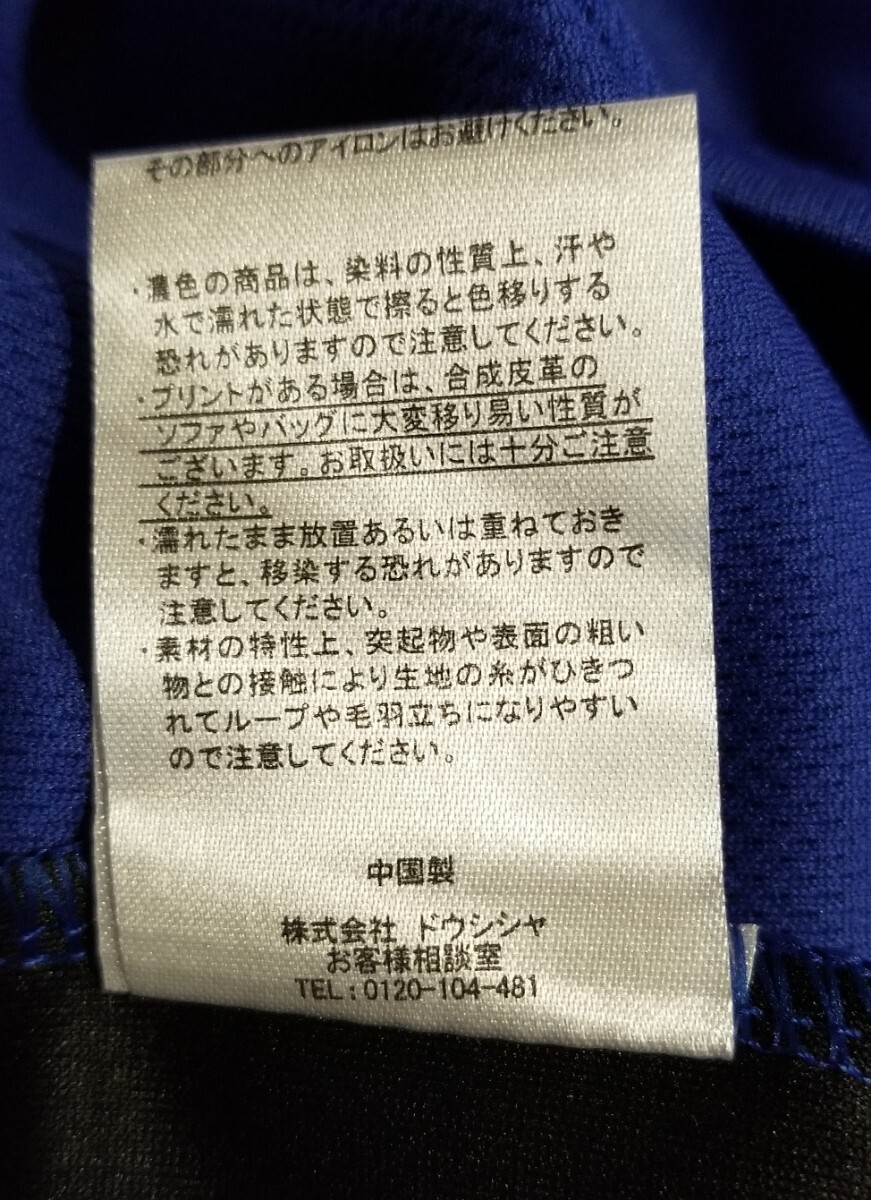 その部分へのアイロンはお避けください。
・濃色の商品は、染料の性質上、汗や
水で濡れた状態で擦ると色移りする
恐れがありますので注意してください。
・プリントがある場合は、合成皮革の
ソファやバッグに大変移り易い性質が
ございます。お取扱いには十分ご注意
ください。
・濡れたまま放置あるいは重ねておき
ますと、移染する恐れがありますので
注意してください。
・素材の特性上、突起物や表面の粗い
物との接触により生地の糸がひきつ
れてループや毛羽立ちになりやすい
ので注意してください。
中国製
株式会社 ドウシシャ
お客様相談室
TEL:0120-104-481